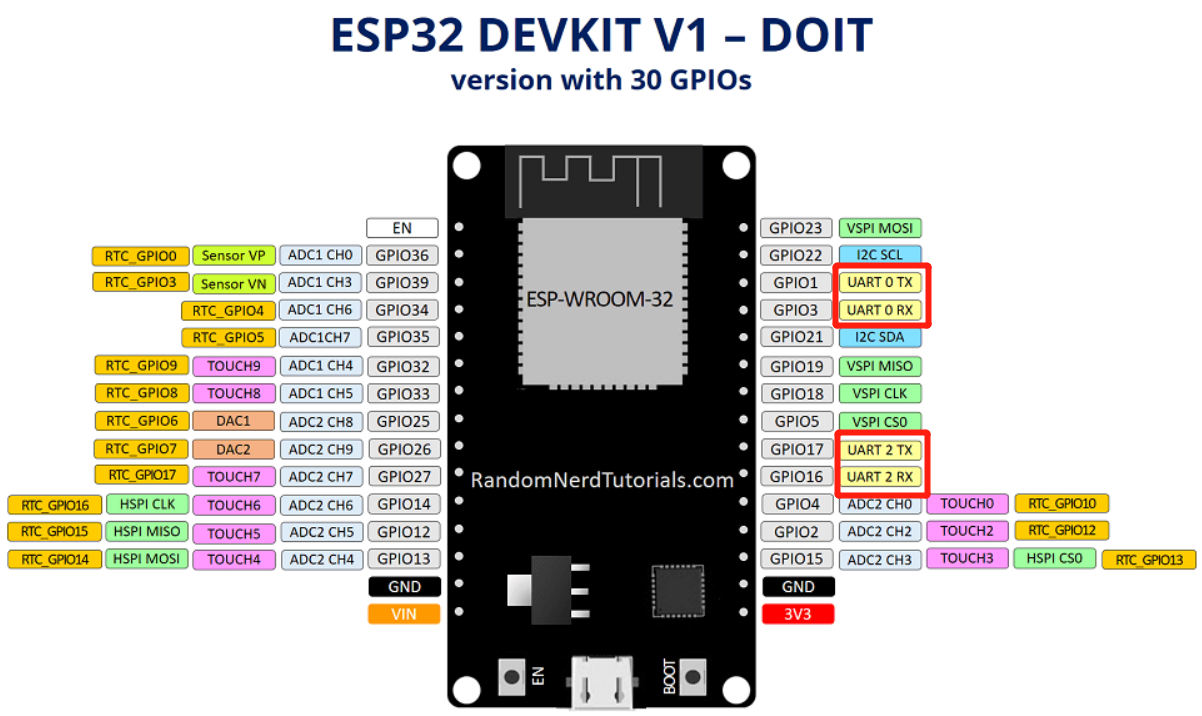 ESP32 DEVKIT V1 – DOIT
version with 30 GPIOs
EN GPIO23 VSPI MOSI
RTC_GPIO0 Sensor VP ADC1 CH0 GPIO36 GPIO22 I2C SCL
RTC_GPIO3 Sensor VN ADC1 CH3 GPIO39 GPIO1 UART 0 TX
RTC_GPIO4 ADC1 CH6 GPIO34 ESP-WROOM-32 GPIO3 UART 0 RX
RTC_GPIO5 ADC1CH7 GPIO35 GPIO21 I2C SDA
RTC_GPIO9 TOUCH9 ADC1 CH4 GPIO32 GPIO19 VSPI MISO
RTC_GPIO8 TOUCH8 ADC1 CH5 GPIO33 GPIO18 VSPI CLK
RTC_GPIO6 DAC1 ADC2 CH8 GPIO25 GPIO5 VSPI CS0
RTC_GPIO7 DAC2 ADC2 CH9 GPIO26 GPIO17 UART 2 TX
RTC_GPIO17 TOUCH7 ADC2 CH7 GPIO27 RandomNerdTutorials.com GPIO16 UART 2 RX
RTC_GPIO16 HSPI CLK TOUCH6 ADC2 CH6 GPIO14 GPIO4 ADC2 CH0 TOUCH0 RTC_GPIO10
RTC_GPIO15 HSPI MISO TOUCH5 ADC2 CH5 GPIO12 GPIO2 ADC2 CH2 TOUCH2 RTC_GPIO12
RTC_GPIO14 HSPI MOSI TOUCH4 ADC2 CH4 GPIO13 GPIO15 ADC2 CH3 TOUCH3 HSPI CS0 RTC_GPIO13
GND GND
VIN 3V3
EN BOOT